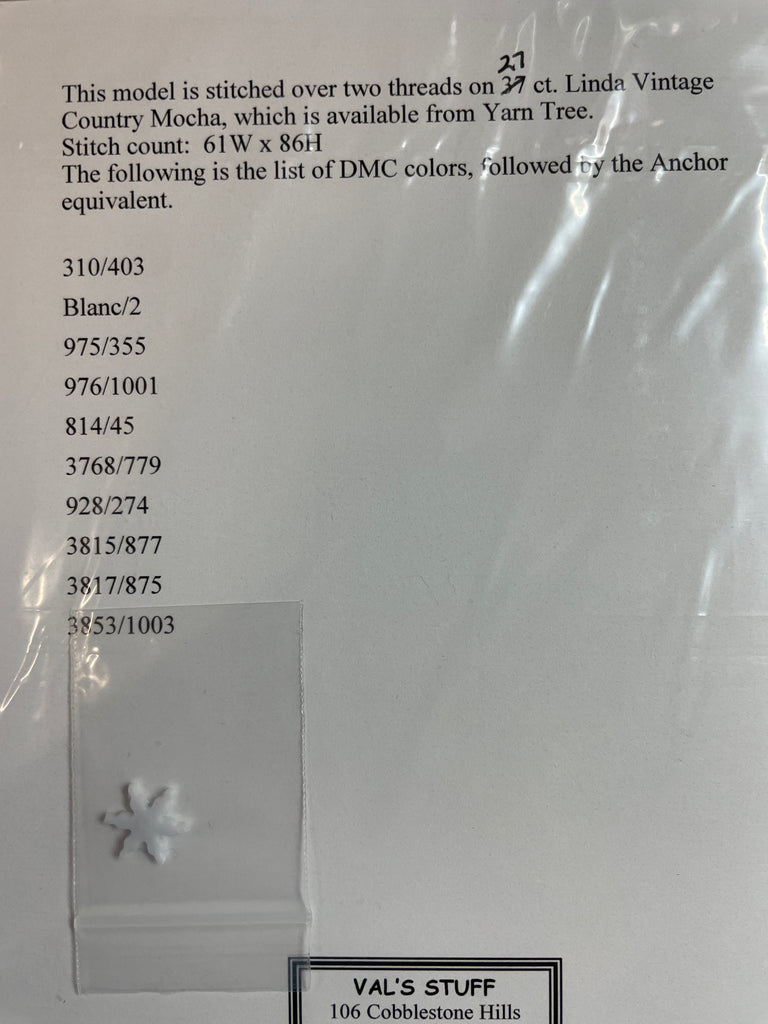 27
This model is stitched over two threads on 37 ct. Linda Vintage
Country Mocha, which is available from Yarn Tree.
Stitch count: 61W x 86H
The following is the list of DMC colors, followed by the Anchor
equivalent.
310/403
Blanc/2
975/355
976/1001
814/45
3768/779
928/274
3815/877
3817/875
3853/1003
VAL'S STUFF
106 Cobblestone Hills